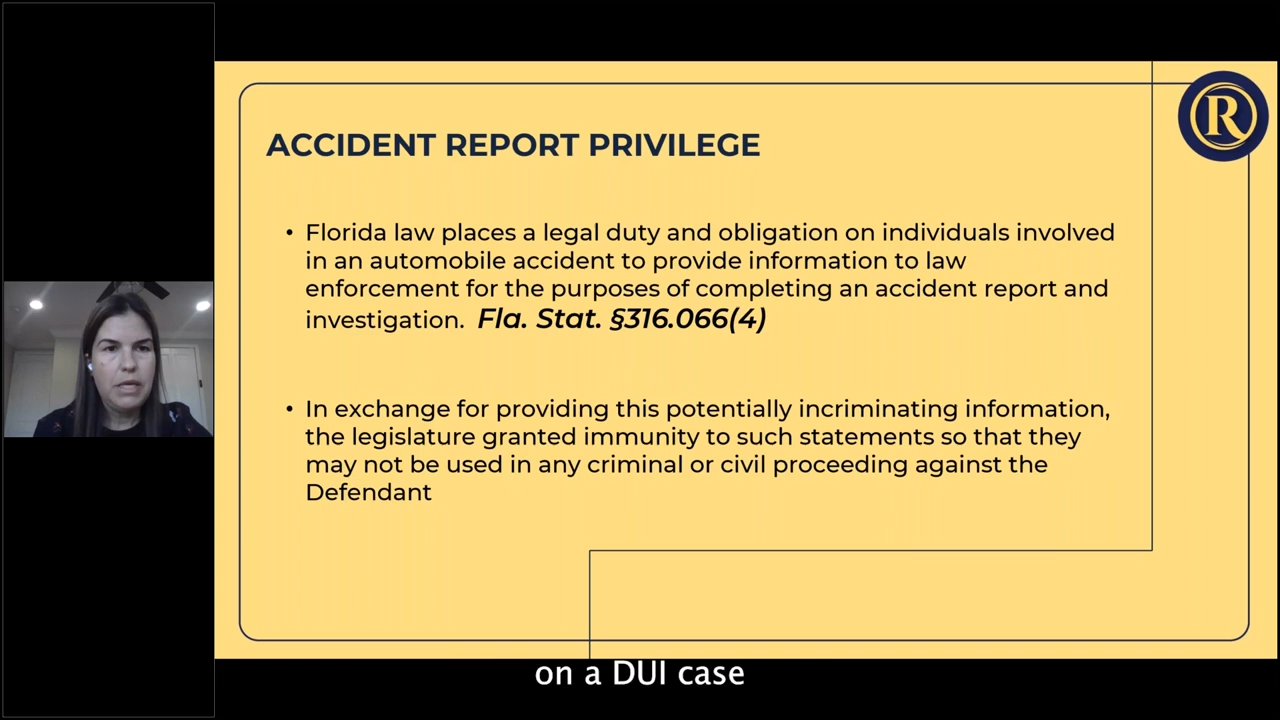 R
ACCIDENT REPORT PRIVILEGE
• Florida law places a legal duty and obligation on individuals involved
in an automobile accident to provide information to law
enforcement for the purposes of completing an accident report and
investigation. Fla. Stat. §316.066(4)
• In exchange for providing this potentially incriminating information,
the legislature granted immunity to such statements so that they
may not be used in any criminal or civil proceeding against the
Defendant
on a DUI case